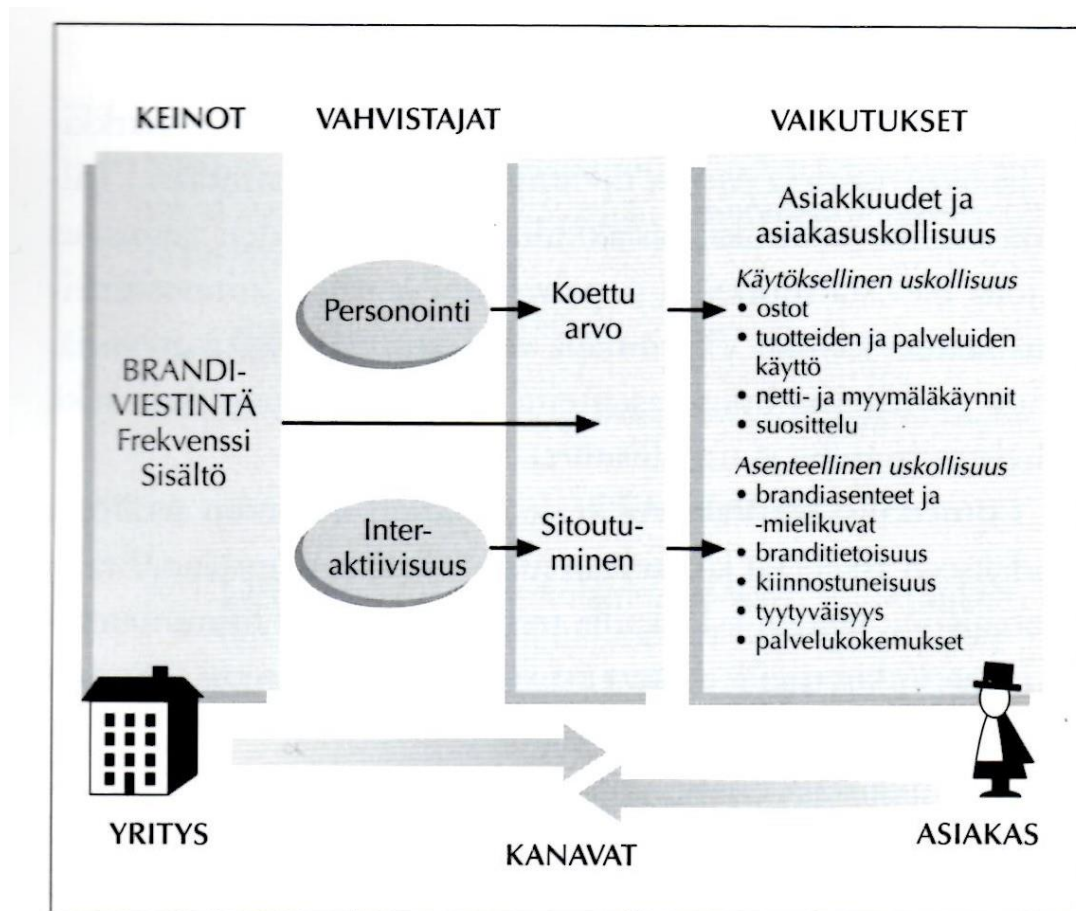 KEINOT
VAHVISTAJAT
VAIKUTUKSET
BRANDI-
VIESTINTÄ
Frekvenssi
Sisältö
Personointi
Inter-
aktiivisuus
Koettu
arvo
Sitoutu-
minen
Asiakkuudet ja
asiakasuskollisuus
Käytöksellinen uskollisuus
• ostot
• tuotteiden ja palveluiden
käyttö
• netti- ja myymäläkäynnit
• suosittelu
Asenteellinen uskollisuus
• brandiasenteet ja
-mielikuvat
• branditietoisuus
• kiinnostuneisuus
• tyytyväisyys
• palvelukokemukset
YRITYS
KANAVAT
ASIAKAS